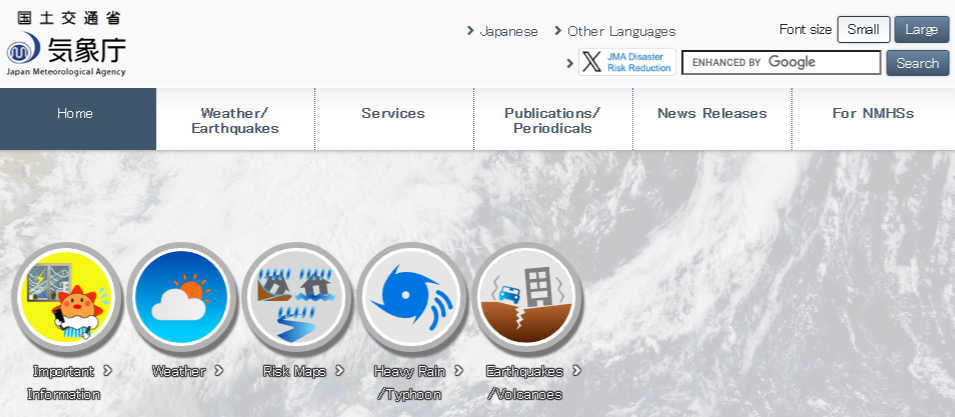 国土交通省
気象庁
Japan Meteorological Agency
Japanese
Other Languages
Font size
Small
Large
JMA Disaster
Risk Reduction
ENHANCED BY Google
Search
Home
Weather/
Earthquakes
Services
Publications/
Periodicals
News Releases
For NMHSs
Important
Information
Weather
Risk Maps
Heavy Rain
/Typhoon
Earthquakes
/Volcanoes